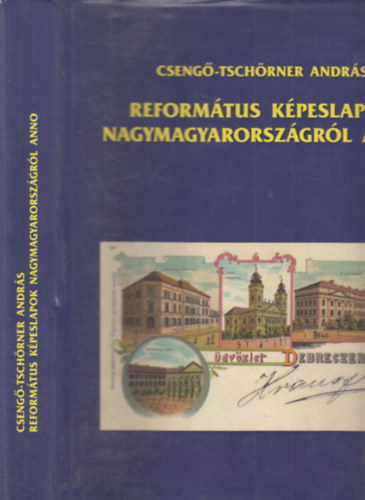 CSENGŐ-TSCHÖRNER ANDRÁS
REFORMÁTUS KÉPESLAP
NAGYMAGYARORSZÁGRÓL A
CSENGŐ-TSCHÖRNER ANDRÁS
REFORMÁTUS KÉPESLAPOK NAGYMAGYARORSZÁGRÓL ANNO
Üdvözlet DEBRECZEN